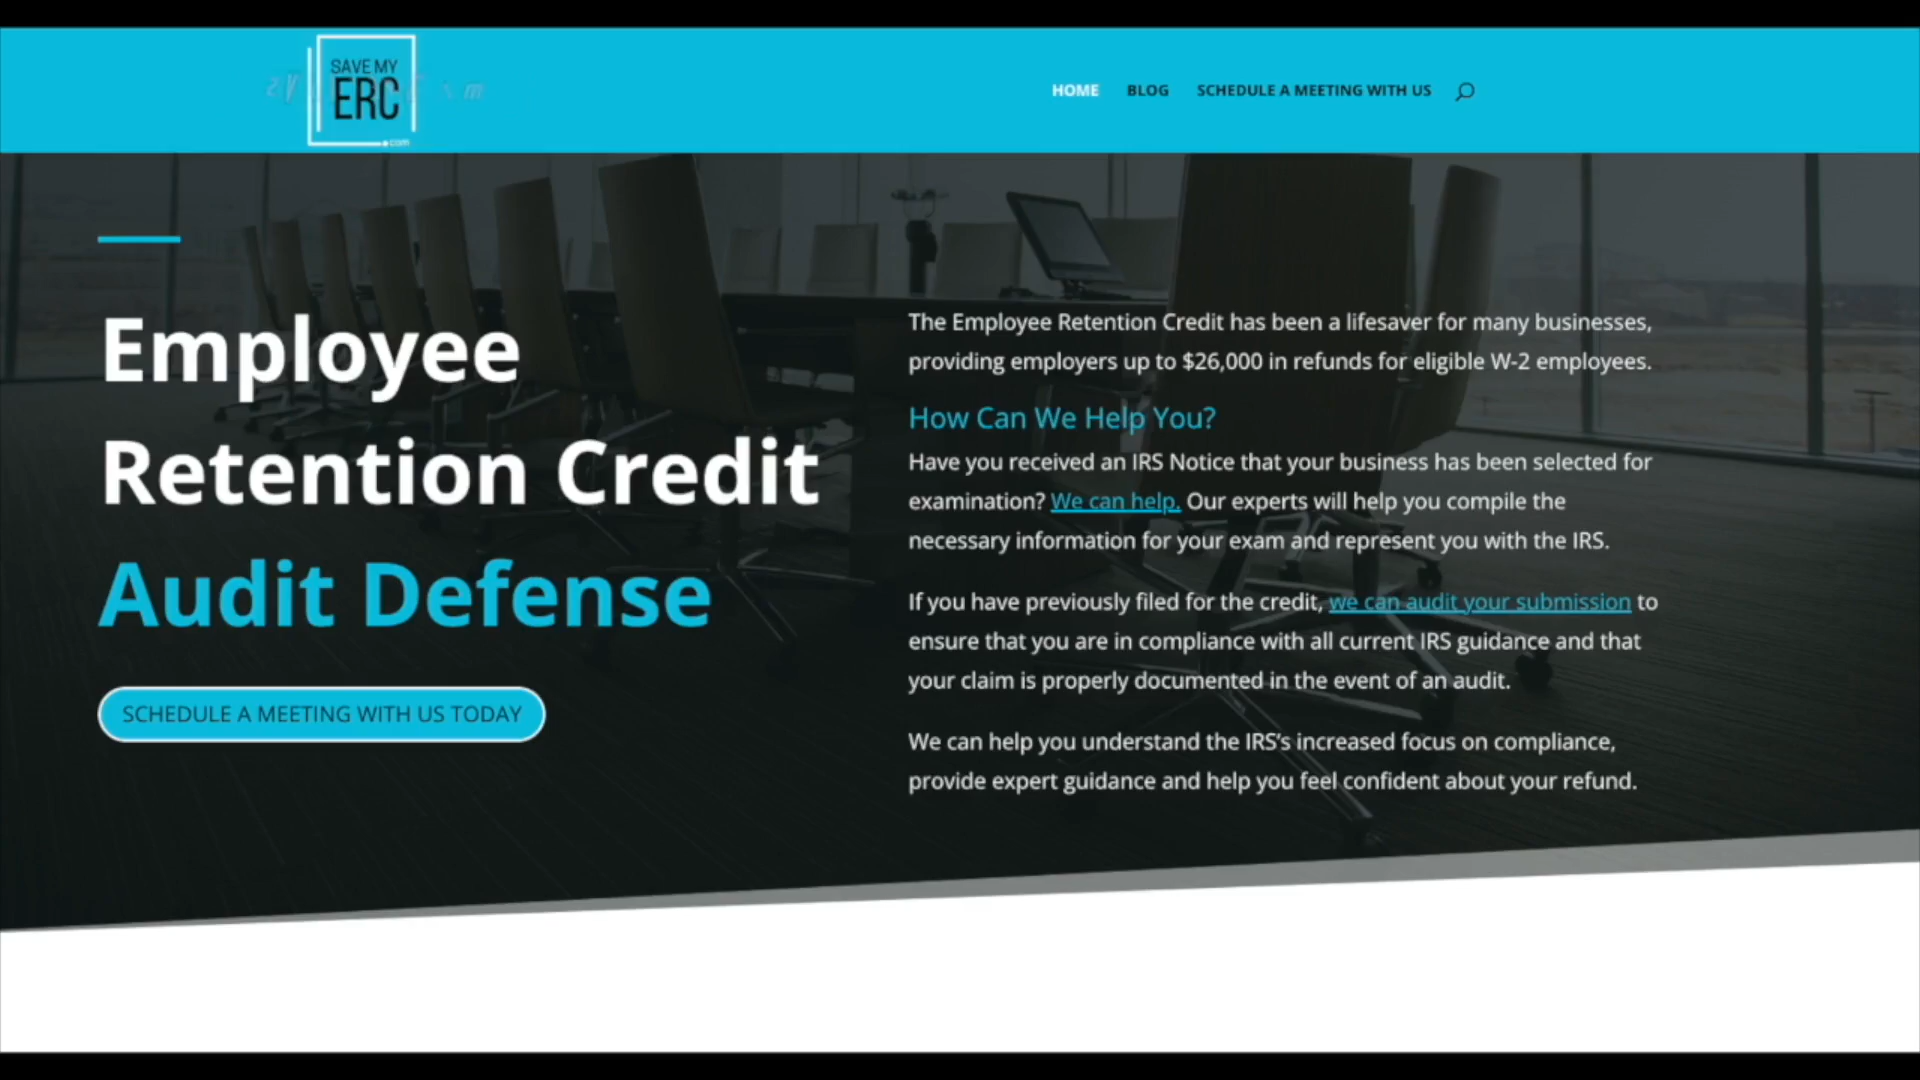 SAVE MY
ERC
.com
HOME BLOG SCHEDULE A MEETING WITH US
Employee
Retention Credit
Audit Defense
SCHEDULE A MEETING WITH US TODAY
The Employee Retention Credit has been a lifesaver for many businesses,
providing employers up to $26,000 in refunds for eligible W-2 employees.
How Can We Help You?
Have you received an IRS Notice that your business has been selected for
examination? We can help. Our experts will help you compile the
necessary information for your exam and represent you with the IRS.
If you have previously filed for the credit, we can audit your submission to
ensure that you are in compliance with all current IRS guidance and that
your claim is properly documented in the event of an audit.
We can help you understand the IRS's increased focus on compliance,
provide expert guidance and help you feel confident about your refund.